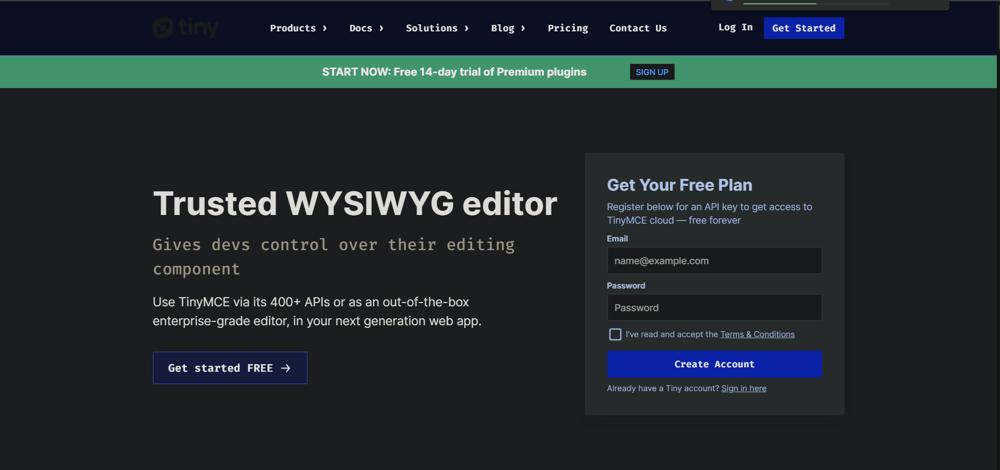 tiny
Products
Docs
Solutions
Blog
Pricing
Contact Us
Log In
Get Started
START NOW: Free 14-day trial of Premium plugins
SIGN UP
Trusted WYSIWYG editor
Gives devs control over their editing
component
Use TinyMCE via its 400+ APIs or as an out-of-the-box
enterprise-grade editor, in your next generation web app.
Get started FREE →
Get Your Free Plan
Register below for an API key to get access to
TinyMCE cloud — free forever
Email
name@example.com
Password
Password
I've read and accept the Terms & Conditions
Create Account
Already have a Tiny account? Sign in here